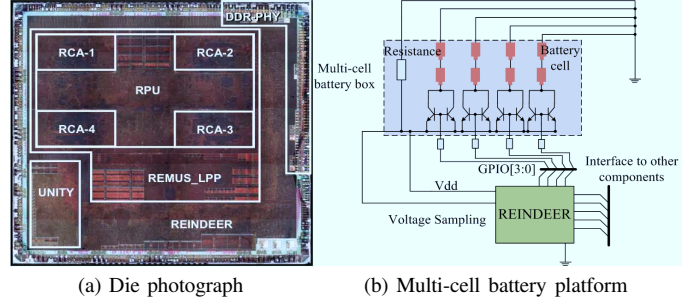 DDR-PHY
RCA-1
RCA-2
RPU
RCA-4
RCA-3
UNITY
REMUS_LPP
REINDEER
Resistance
Battery
cell
Multi-cell
battery box
GPIO[3:0]
Interface to other
components
Vdd
Voltage Sampling
REINDEER
(a) Die photograph
(b) Multi-cell battery platform